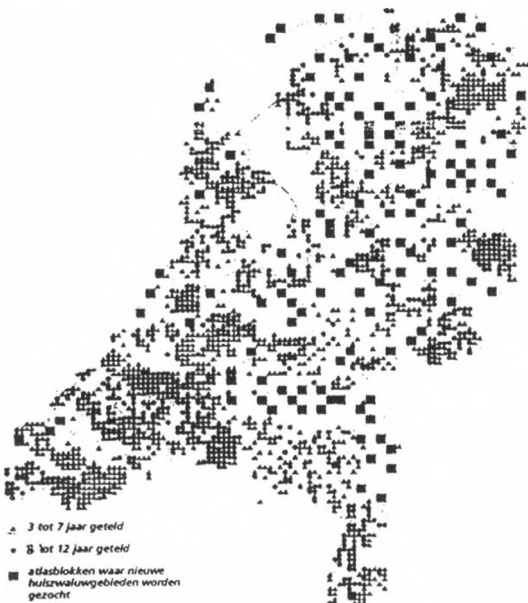 3 tot 7 jaar geteld
8 tot 12 jaar geteld
atlasblokken waar nieuwe
huiszwaluwgebieden worden
gezocht